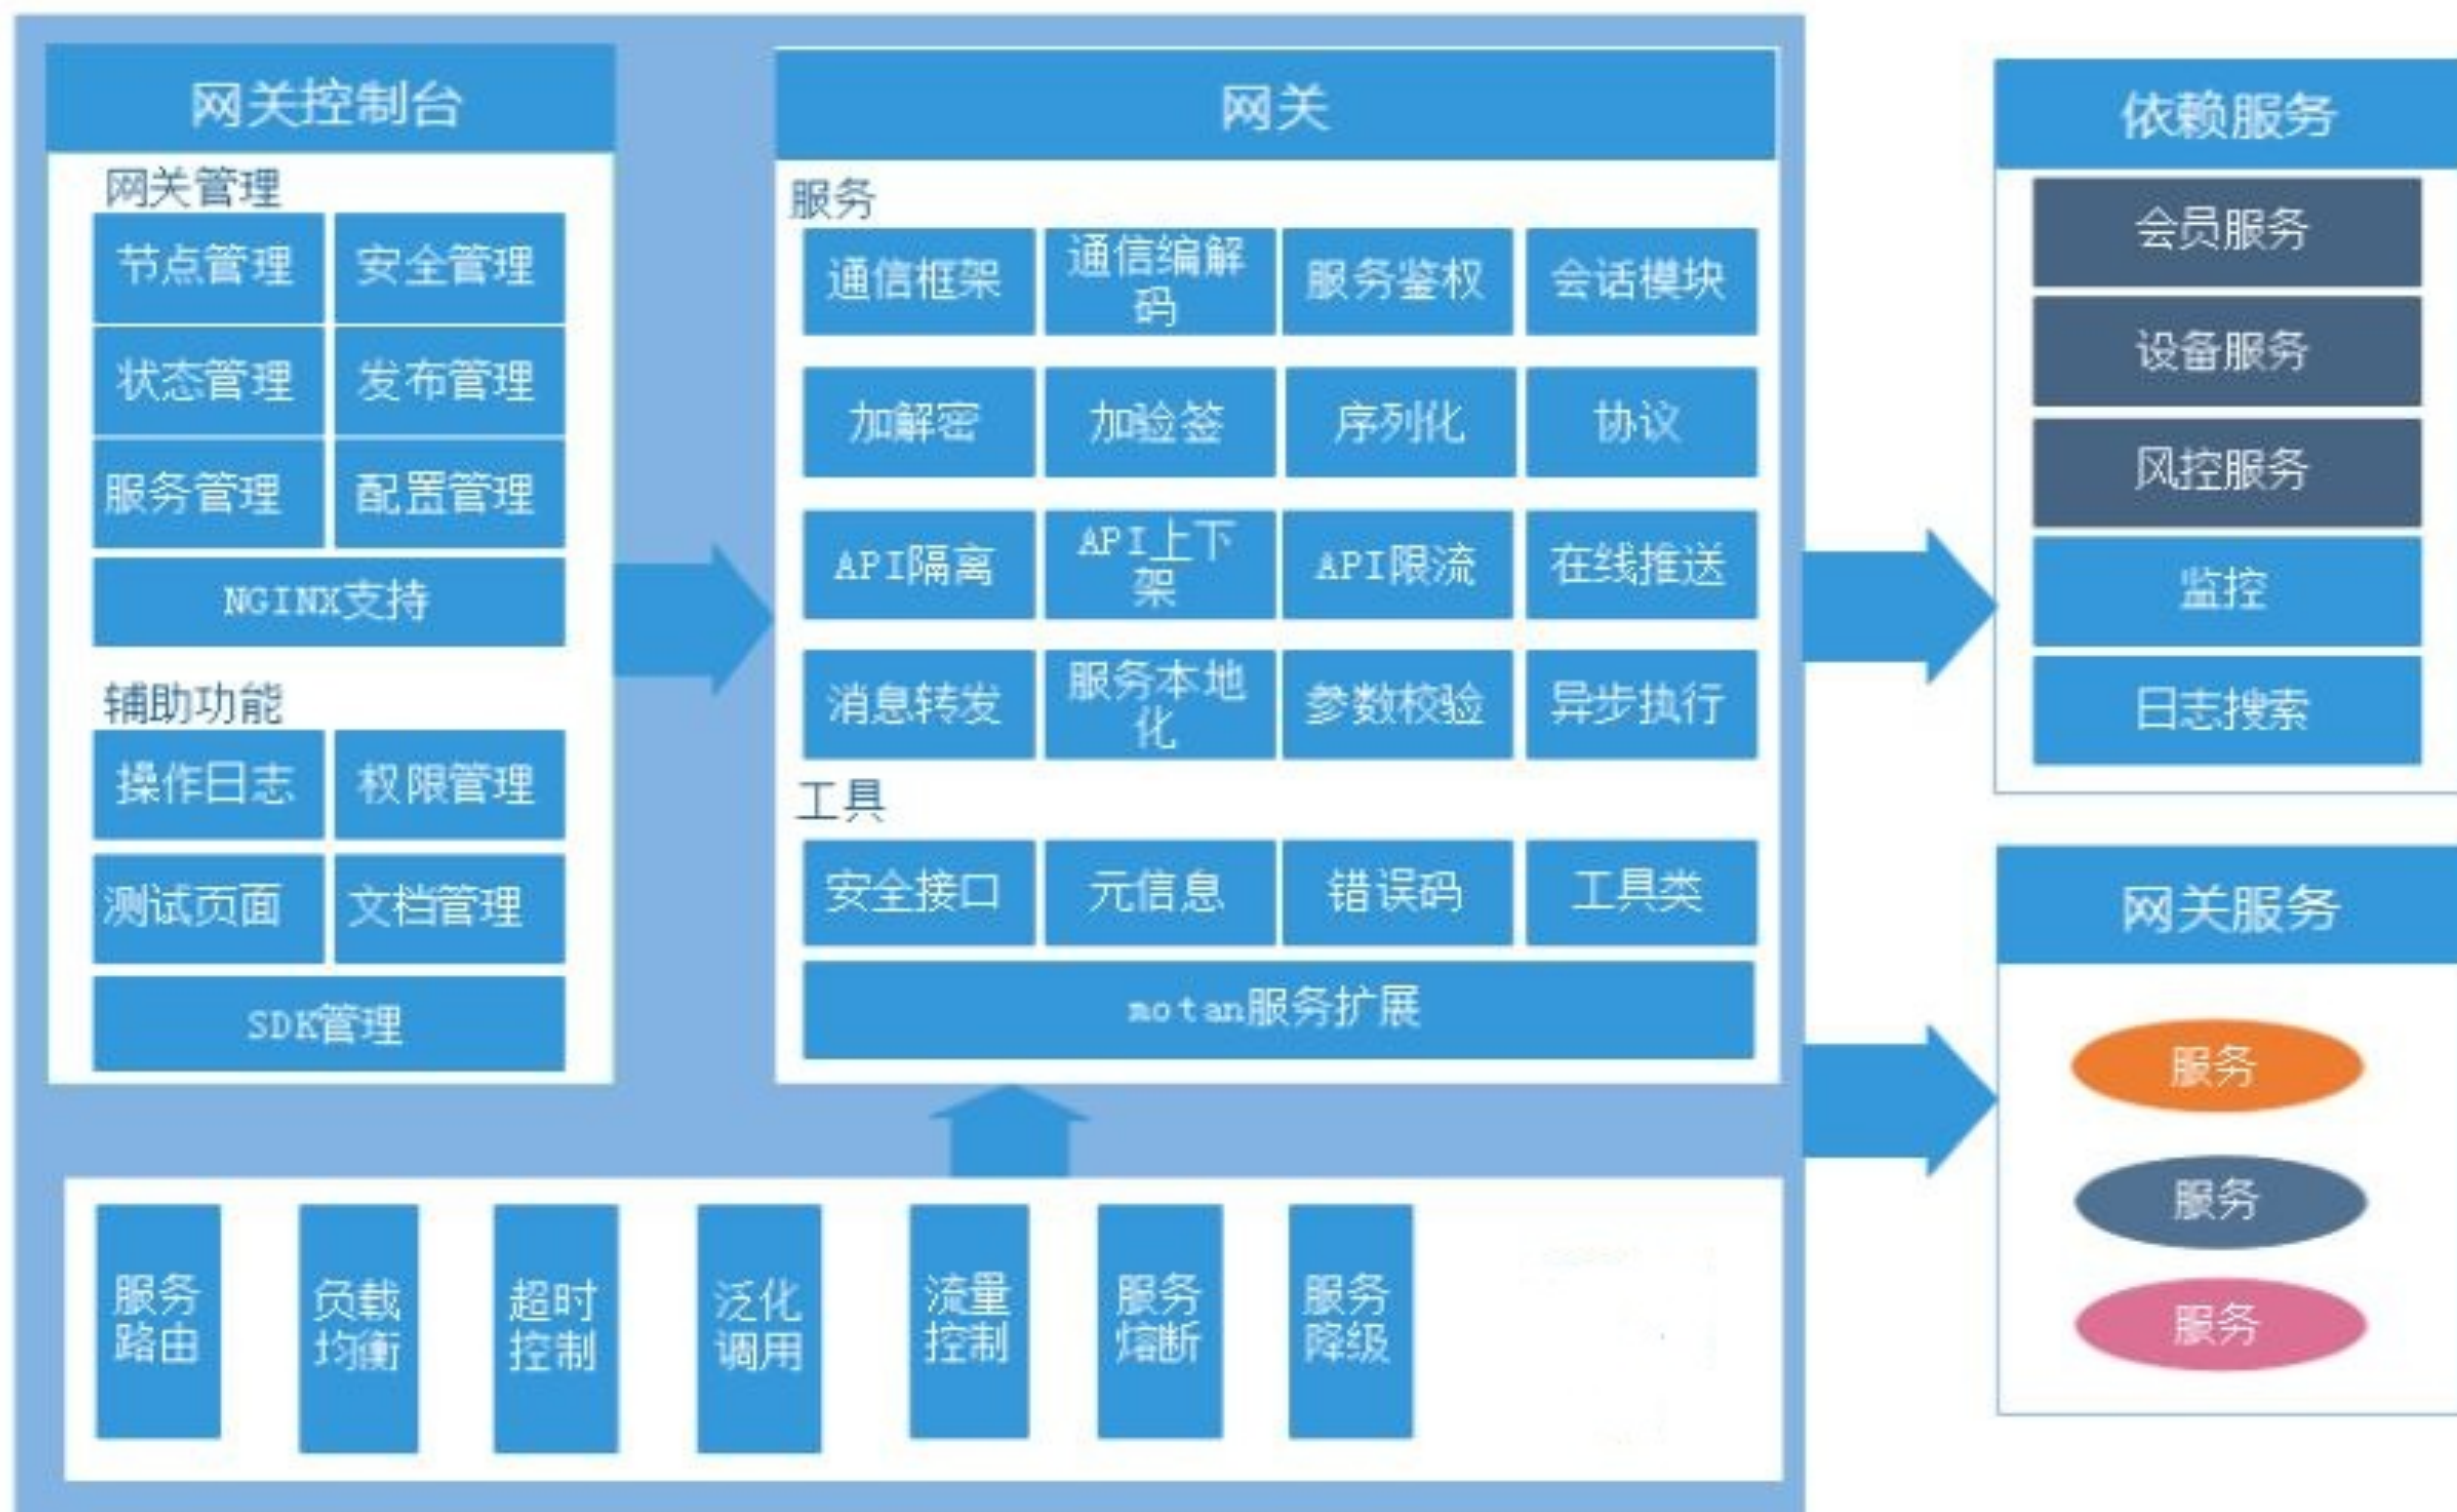 网关控制台
网关管理
节点管理
安全管理
状态管理
发布管理
服务管理
配置管理
NGINX支持
辅助功能
操作日志
权限管理
测试页面
文档管理
SDK管理
网关
服务
通信框架
通信编解
码
服务鉴权
会话模块
加解密
加验签
序列化
协议
API隔离
API上下
架
API限流
在线推送
消息转发
服务本地
化
参数校验
异步执行
工具
安全接口
元信息
错误码
工具类
motan服务扩展
服务
路由
负载
均衡
超时
控制
泛化
调用
流量
控制
服务
熔断
服务
降级
依赖服务
会员服务
设备服务
风控服务
监控
日志搜索
网关服务
服务
服务
服务